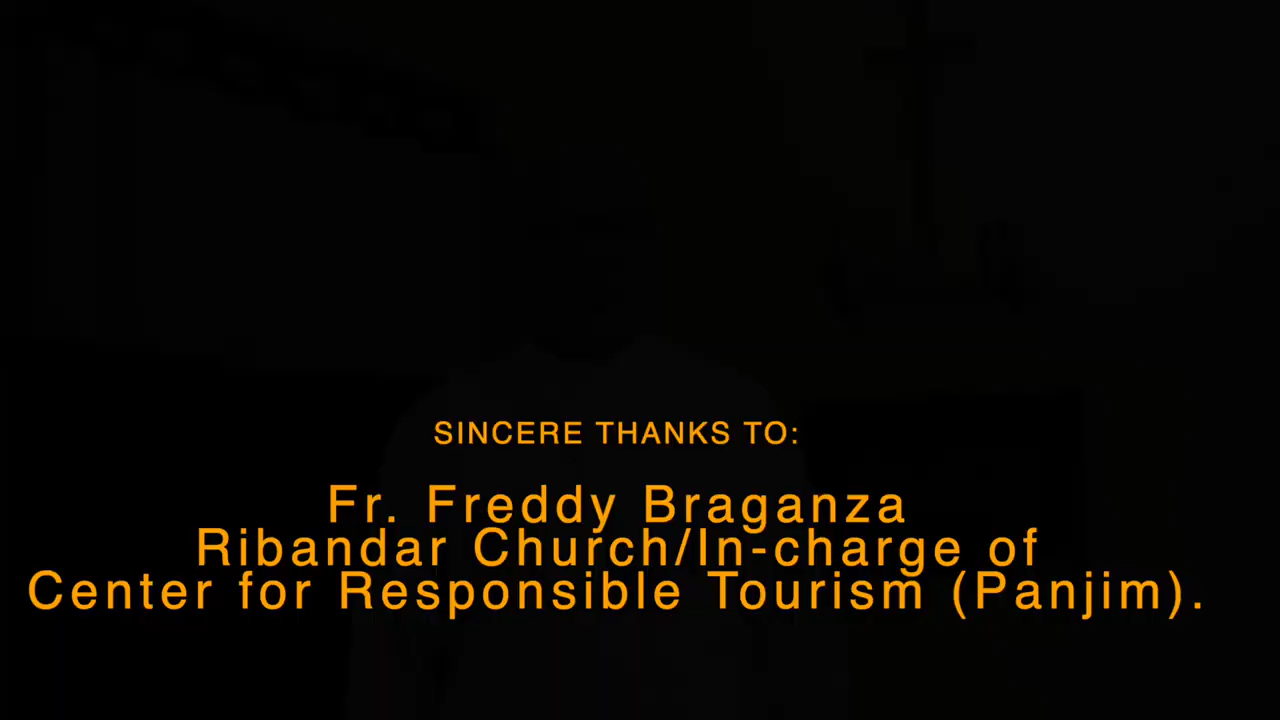 SINCERE THANKS TO:
Fr. Freddy Braganza
Ribandar Church/In-charge of
Center for Responsible Tourism (Panjim).